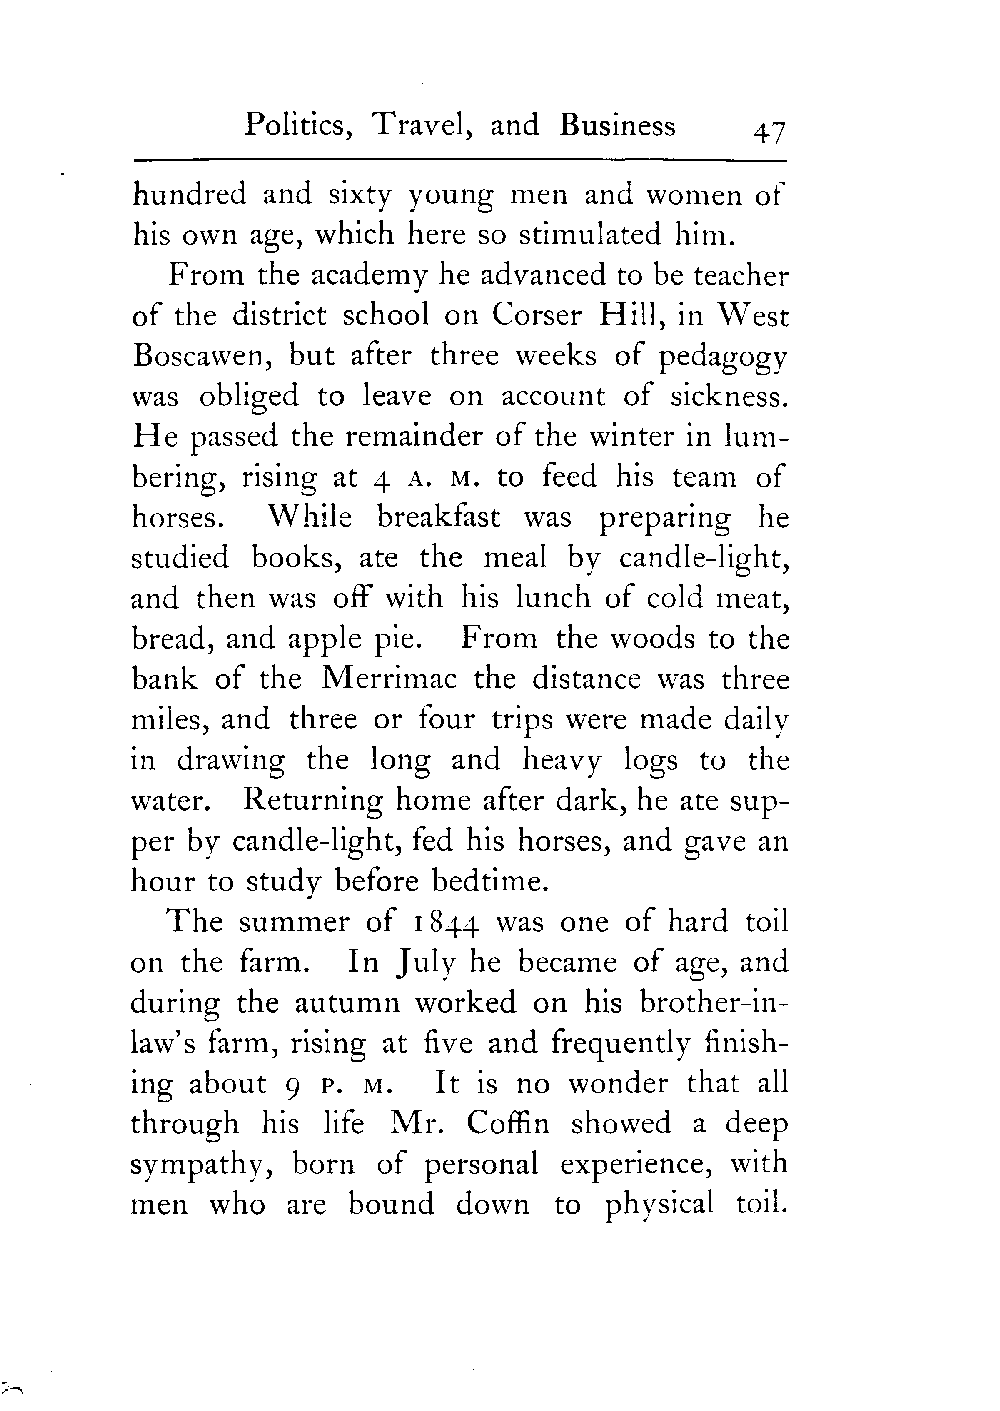 Politics, Travel, and Business 47
hundred and sixty young men and women of
his own age, which here so stimulated him.
From the academy he advanced to be teacher
of the district school on Corser Hill, in West
Boscawen, but after three weeks of pedagogy
was obliged to leave on account of sickness.
He passed the remainder of the winter in lum-
bering, rising at 4 A. M. to feed his team of
horses. While breakfast was preparing he
studied books, ate the meal by candle-light,
and then was off with his lunch of cold meat,
bread, and apple pie. From the woods to the
bank of the Merrimac the distance was three
miles, and three or four trips were made daily
in drawing the long and heavy logs to the
water. Returning home after dark, he ate sup-
per by candle-light, fed his horses, and gave an
hour to study before bedtime.
The summer of 1844 was one of hard toil
on the farm. In July he became of age, and
during the autumn worked on his brother-in-
law's farm, rising at five and frequently finish-
ing about 9 P. M. It is no wonder that all
through his life Mr. Coffin showed a deep
sympathy, born of personal experience, with
men who are bound down to physical toil.